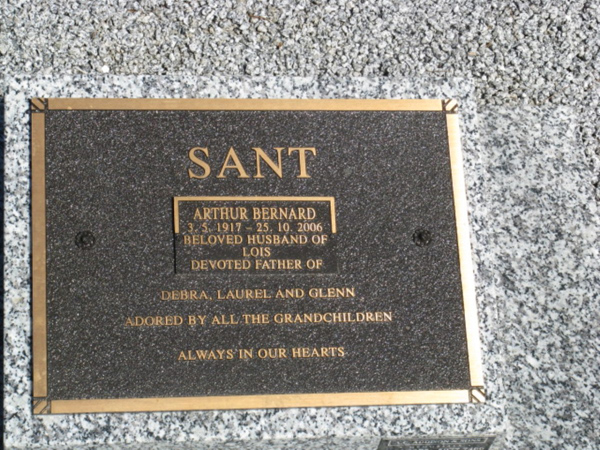 SANT
ARTHUR BERNARD
3. 5. 1917 - 25. 10. 2006
BELOVED HUSBAND OF
LOIS
DEVOTED FATHER OF
DEBRA, LAUREL AND GLENN
ADORED BY ALL THE GRANDCHILDREN
ALWAYS IN OUR HEARTS